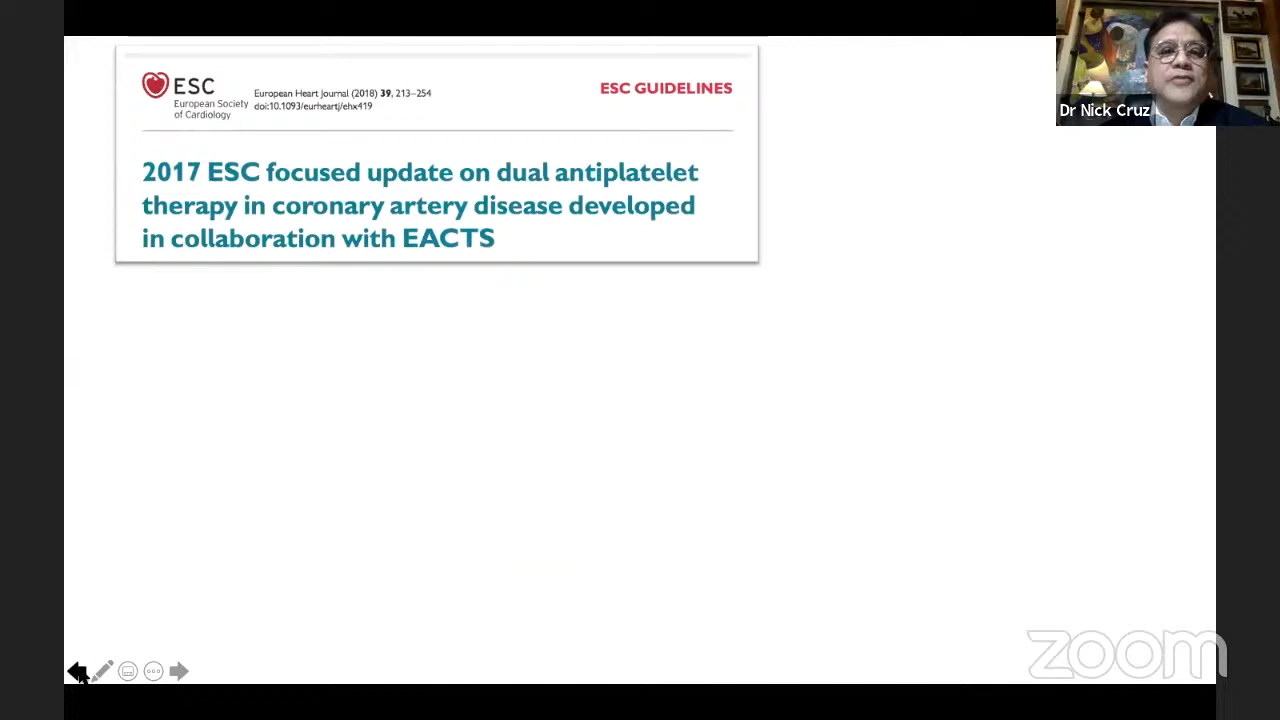 ESC
European Society
of Cardiology
European Heart Journal (2018) 39, 213–254
doi:10.1093/eurheartj/ehx419
ESC GUIDELINES
2017 ESC focused update on dual antiplatelet
therapy in coronary artery disease developed
in collaboration with EACTS
Dr Nick Cruz
zoom